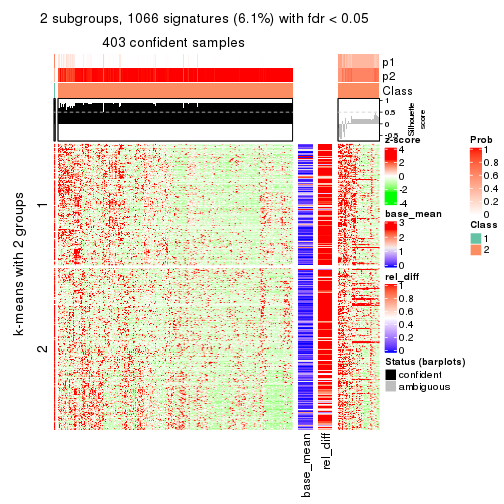 2 subgroups, 1066 signatures (6.1%) with fdr < 0.05
403 confident samples
p1
p2
Class
1
0.5
0
-0.5
Silhouette
score
k-means with 2 groups
1
2
base_mean
rel_diff
z-score
4
2
0
-2
-4
base_mean
3
2
1
0
rel_diff
1
0.8
0.6
0.4
0.2
0
Status (barplots)
confident
ambiguous
Prob
1
0.8
0.6
0.4
0.2
0
Class
1
2